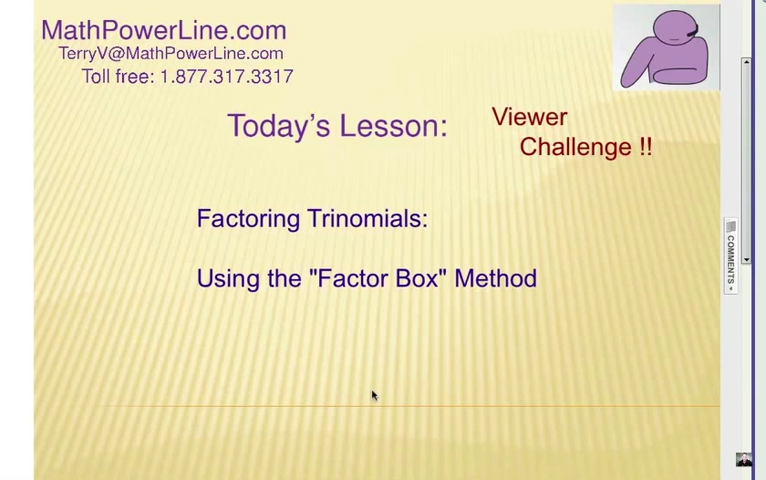 MathPowerLine.com
TerryV@MathPowerLine.com
Toll free: 1.877.317.3317
Today's Lesson:
Viewer
Challenge !!
Factoring Trinomials:
Using the "Factor Box" Method
COMMENTS